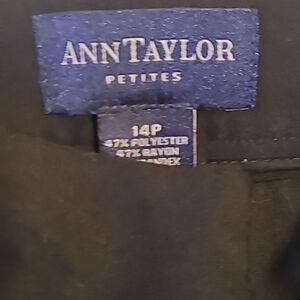 ANNTAYLOR
PETITES
14P
47% POLYESTER
47% RAYON